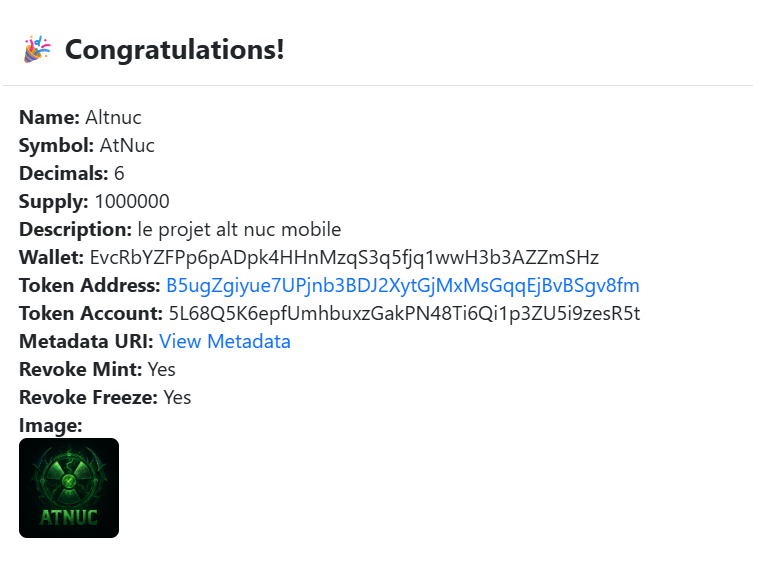 Congratulations!
Name: Altnuc
Symbol: AtNuc
Decimals: 6
Supply: 1000000
Description: le projet alt nuc mobile
Wallet: EvcRbYZFPp6pADpk4HHnMzqS3q5fjq1wwH3b3AZZmSHz
Token Address: B5ugZgiyue7UPjnb3BDJ2XytGjMxMsGqqEjBvBSgv8fm
Token Account: 5L68Q5K6epfUmhbuxzGakPN48Ti6Qi1p3ZU5i9zesR5t
Metadata URI: View Metadata
Revoke Mint: Yes
Revoke Freeze: Yes
Image:
ATNUC